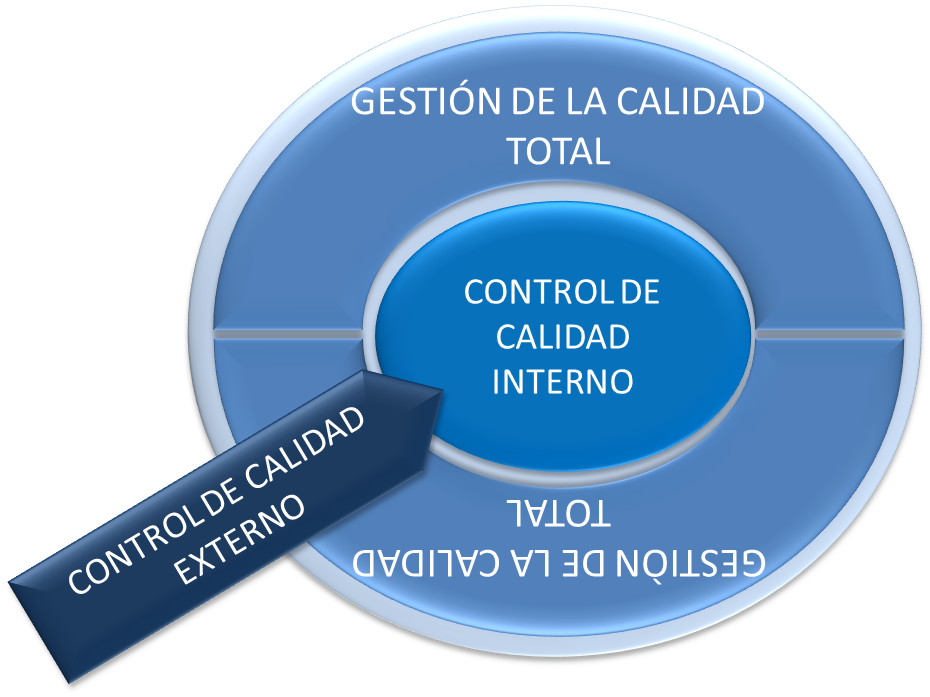 GESTIÓN DE LA CALIDAD
TOTAL
CONTROL DE
CALIDAD
INTERNO
CONTROL DE CALIDAD
EXTERNO
GESTIÓN DE LA CALIDAD
TOTAL